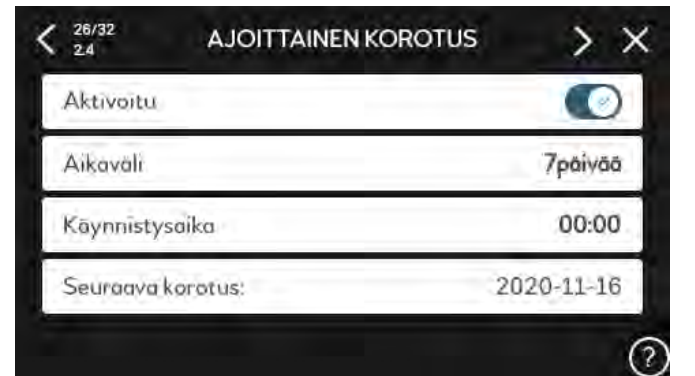 26/32
2.4
AJOITTAINEN KOROTUS
Aktivoitu
Aikaväli 7päivää
Käynnistysaika 00:00
Seuraava korotus: 2020-11-16
?